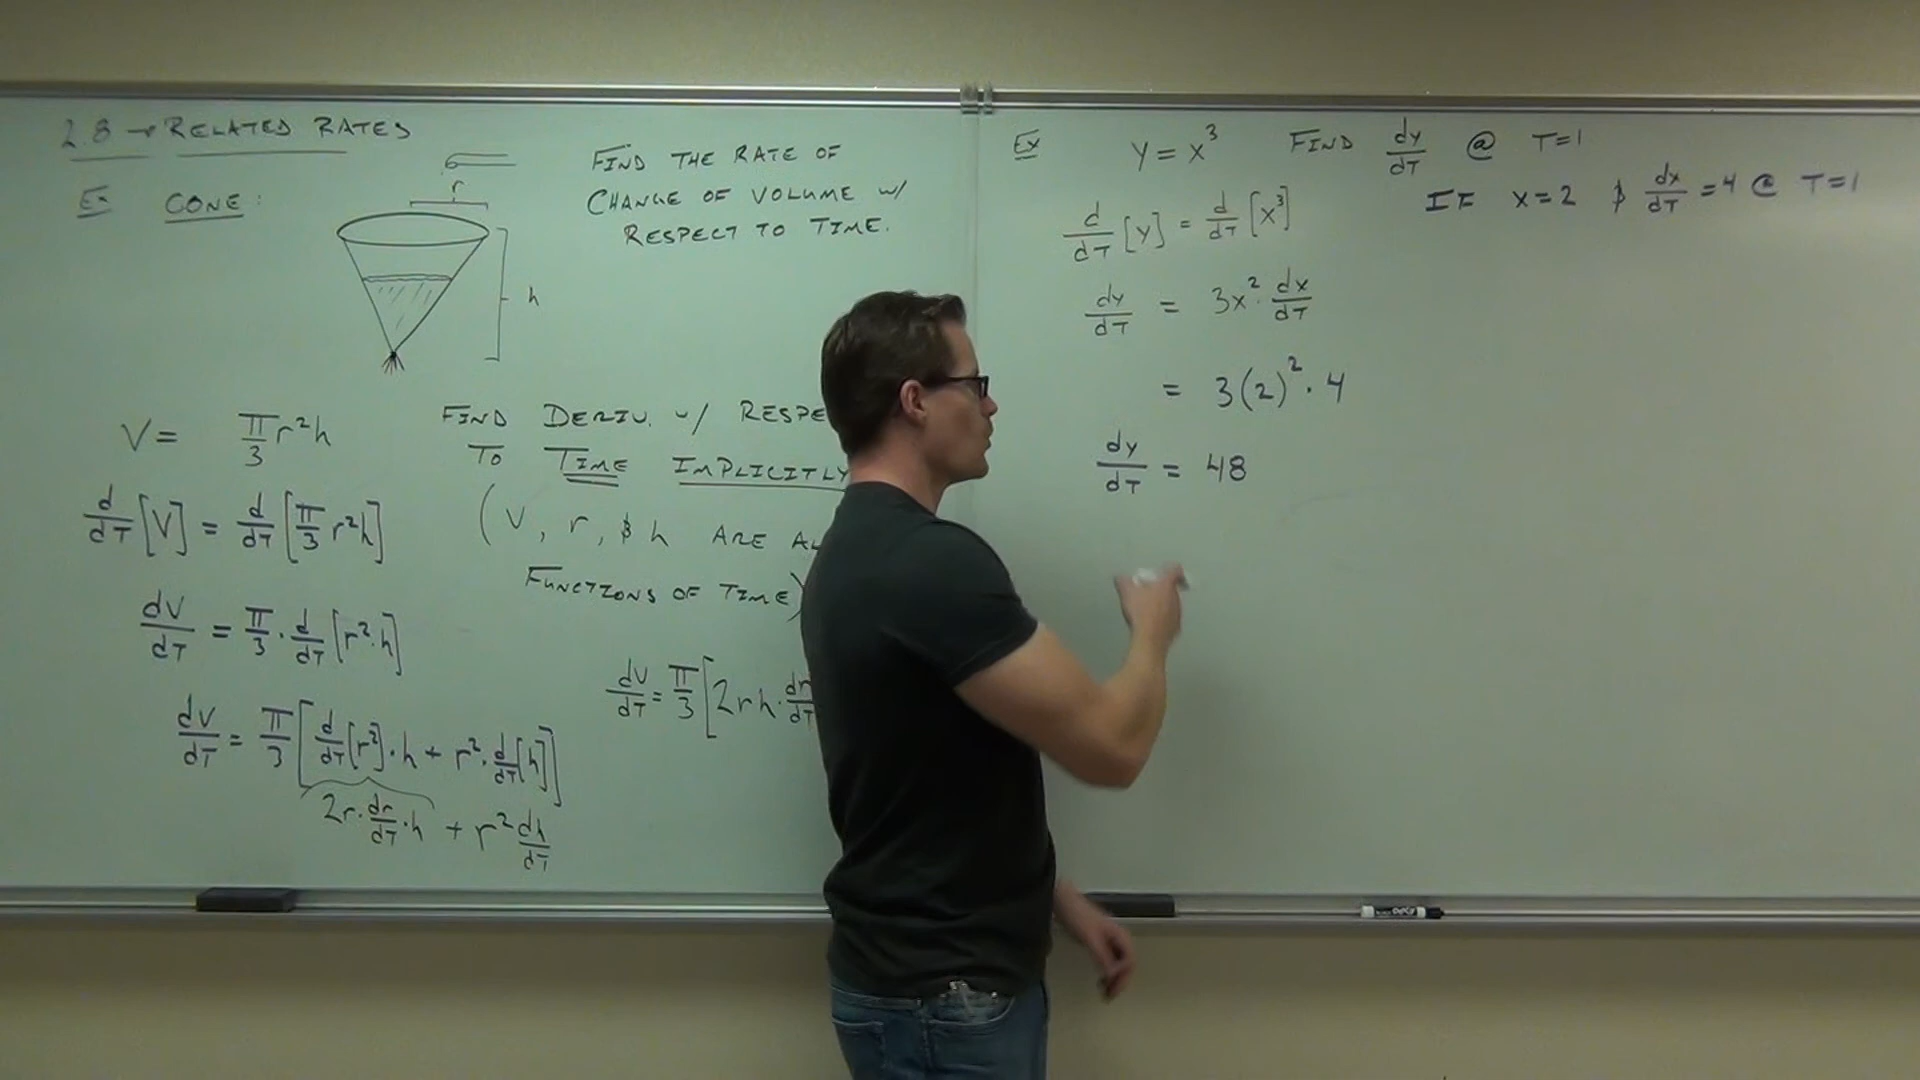 2.8 → RELATED RATES
Ex CONE:
r
h
FIND THE RATE OF
CHANGE OF VOLUME w/
RESPECT TO TIME.
V = π/3 r²h
d/dT [V] = d/dT [π/3 r²h]
dV/dT = π/3 · d/dT [r²·h]
dV/dT = π/3 [d/dT [r²]·h + r²·d/dT [h]]
2r·dr/dT·h + r² dh/dT
FIND DERIV. w/
TO TIME IMPLICITLY
(V, r, & h ARE
FUNCTIONS OF TIME)
dV/dT = π/3 [2rh·dr/dT
Ex y = x³ FIND dy/dT @ T=1
IF x=2 & dx/dT = 4 @ T=1
d/dT [y] = d/dT [x³]
dy/dT = 3x²·dx/dT
= 3(2)²·4
dy/dT = 48